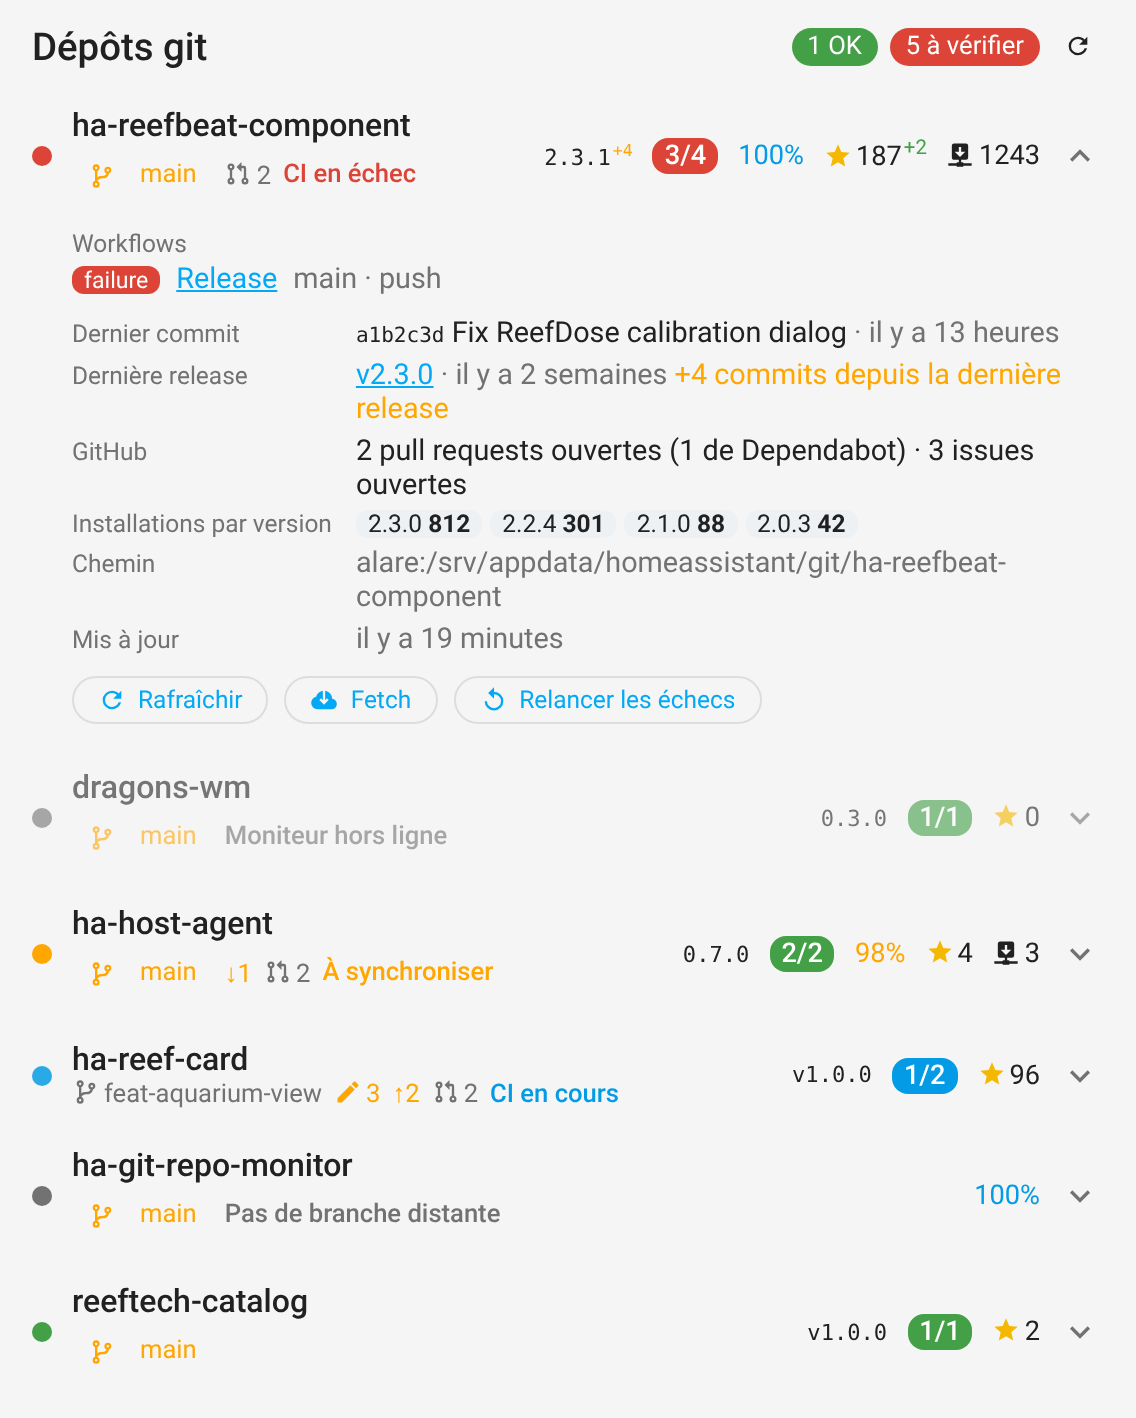 Dépôts git
1 OK
5 à vérifier
ha-reefbeat-component
main 2 CI en échec
2.3.1+4 3/4 100% 187+2 1243
Workflows
failure Release main · push
Dernier commit a1b2c3d Fix ReefDose calibration dialog · il y a 13 heures
Dernière release v2.3.0 · il y a 2 semaines +4 commits depuis la dernière
release
GitHub 2 pull requests ouvertes (1 de Dependabot) · 3 issues
ouvertes
Installations par version 2.3.0 812 2.2.4 301 2.1.0 88 2.0.3 42
Chemin alare:/srv/appdata/homeassistant/git/ha-reefbeat-
component
Mis à jour il y a 19 minutes
Rafraîchir Fetch Relancer les échecs
dragons-wm
main Moniteur hors ligne
0.3.0 1/1 0
ha-host-agent
main ↓1 2 À synchroniser
0.7.0 2/2 98% 4 3
ha-reef-card
feat-aquarium-view 3 ↑2 2 CI en cours
v1.0.0 1/2 96
ha-git-repo-monitor
main Pas de branche distante
100%
reeftech-catalog
main
v1.0.0 1/1 2